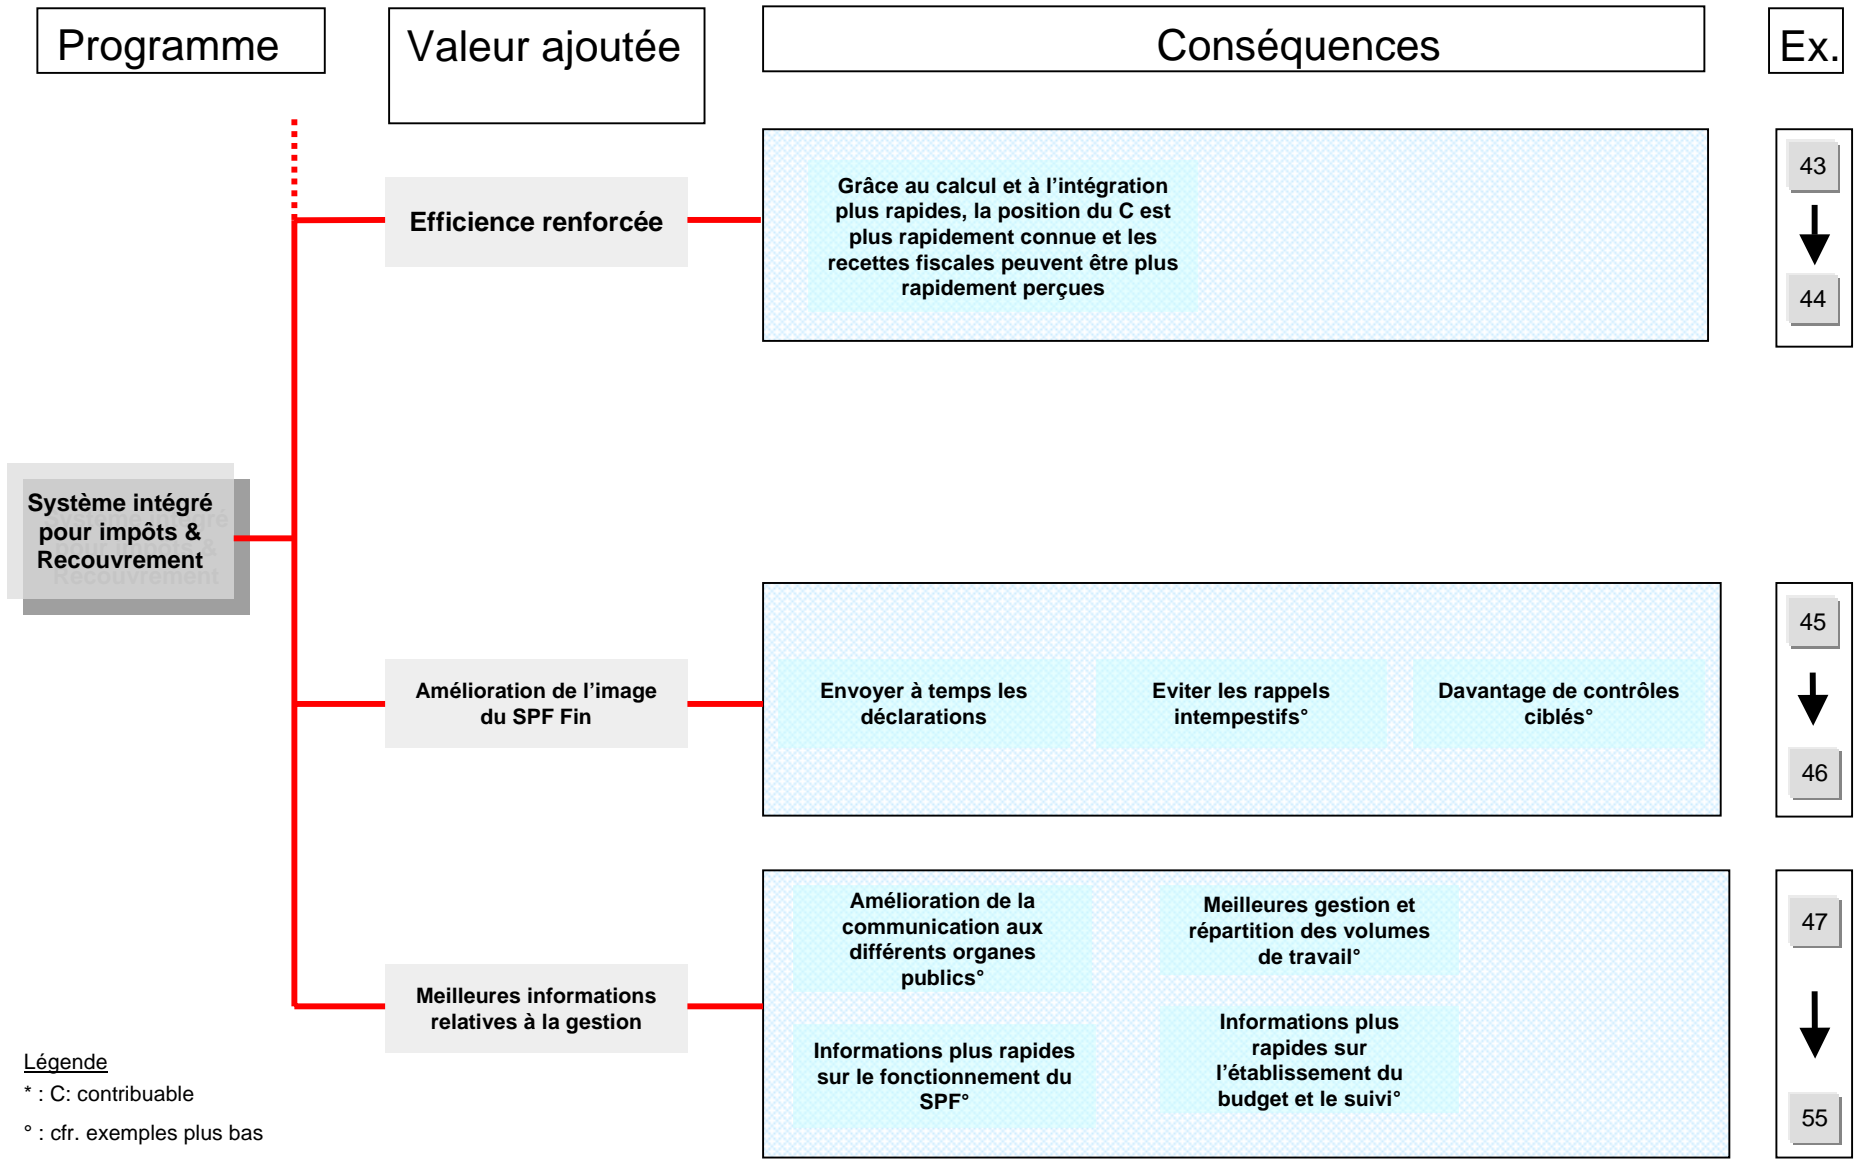 Programme
Valeur ajoutée
Conséquences
Ex.
Efficience renforcée
Grâce au calcul et à l’intégration
plus rapides, la position du C est
plus rapidement connue et les
recettes fiscales peuvent être plus
rapidement perçues
43
44
Système intégré
pour impôts &
Recouvrement
Amélioration de l’image
du SPF Fin
Envoyer à temps les
déclarations
Eviter les rappels
intempestifs°
Davantage de contrôles
ciblés°
45
46
Meilleures informations
relatives à la gestion
Amélioration de la
communication aux
différents organes
publics°
Meilleures gestion et
répartition des volumes
de travail°
Informations plus rapides
sur le fonctionnement du
SPF°
Informations plus
rapides sur
l’établissement du
budget et le suivi°
47
55
Légende
* : C: contribuable
° : cfr. exemples plus bas